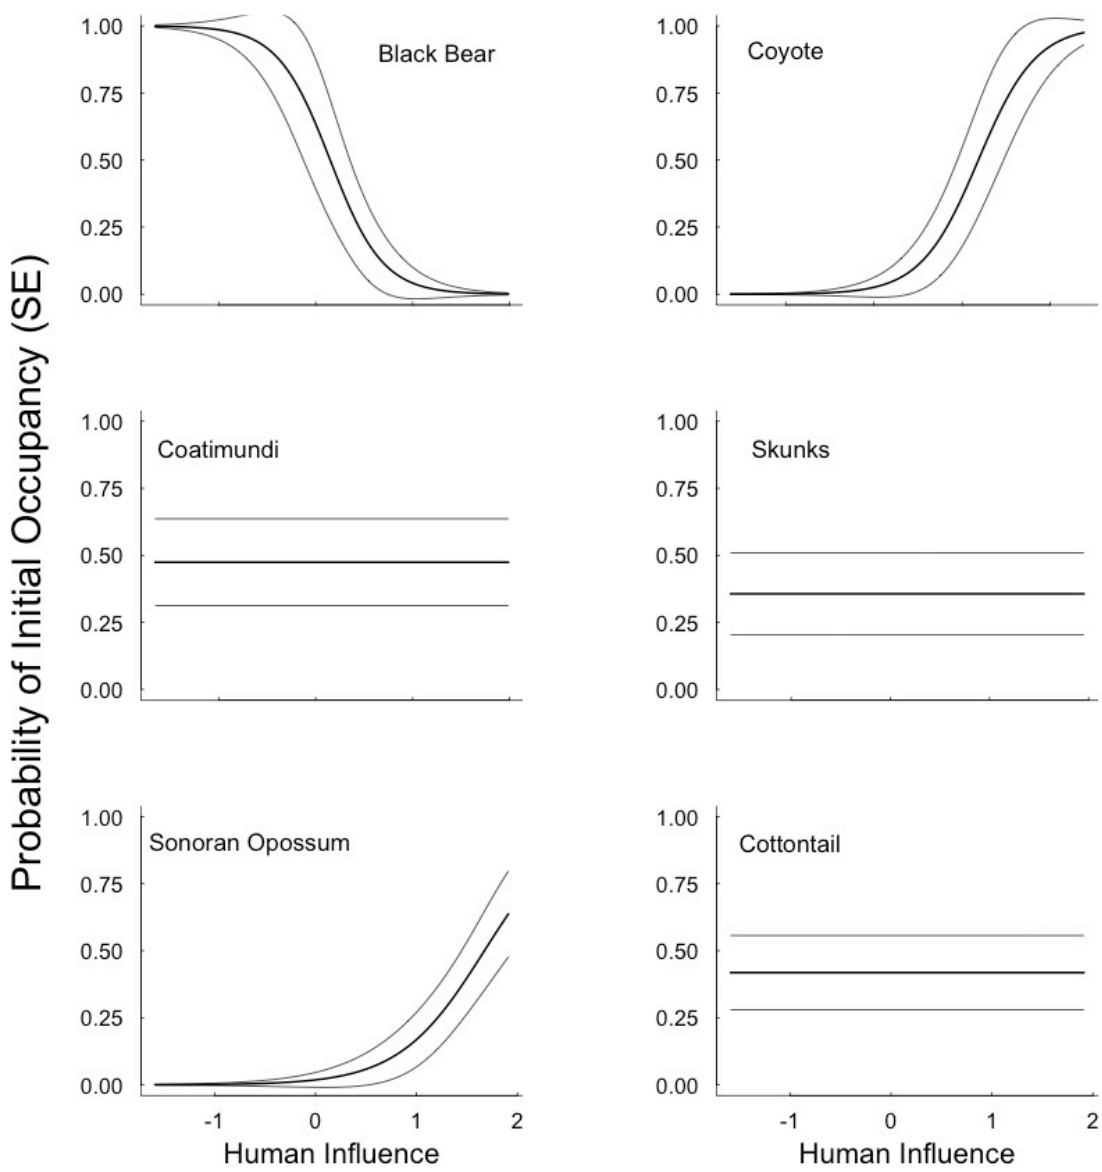 Probability of Initial Occupancy (SE)
1.00
0.75
0.50
0.25
0.00
Black Bear
1.00
0.75
0.50
0.25
0.00
Coyote
1.00
0.75
0.50
0.25
0.00
Coatimundi
1.00
0.75
0.50
0.25
0.00
Skunks
1.00
0.75
0.50
0.25
0.00
Sonoran Opossum
-1 0 1 2
Human Influence
1.00
0.75
0.50
0.25
0.00
Cottontail
-1 0 1 2
Human Influence